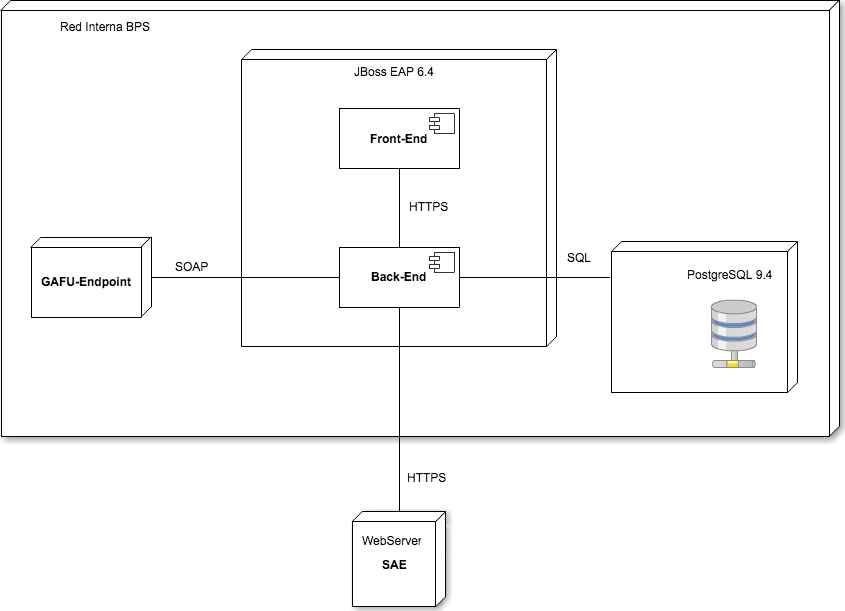 Red Interna BPS
JBoss EAP 6.4
Front-End
HTTPS
SOAP
Back-End
SQL
GAFU-Endpoint
PostgreSQL 9.4
HTTPS
WebServer
SAE